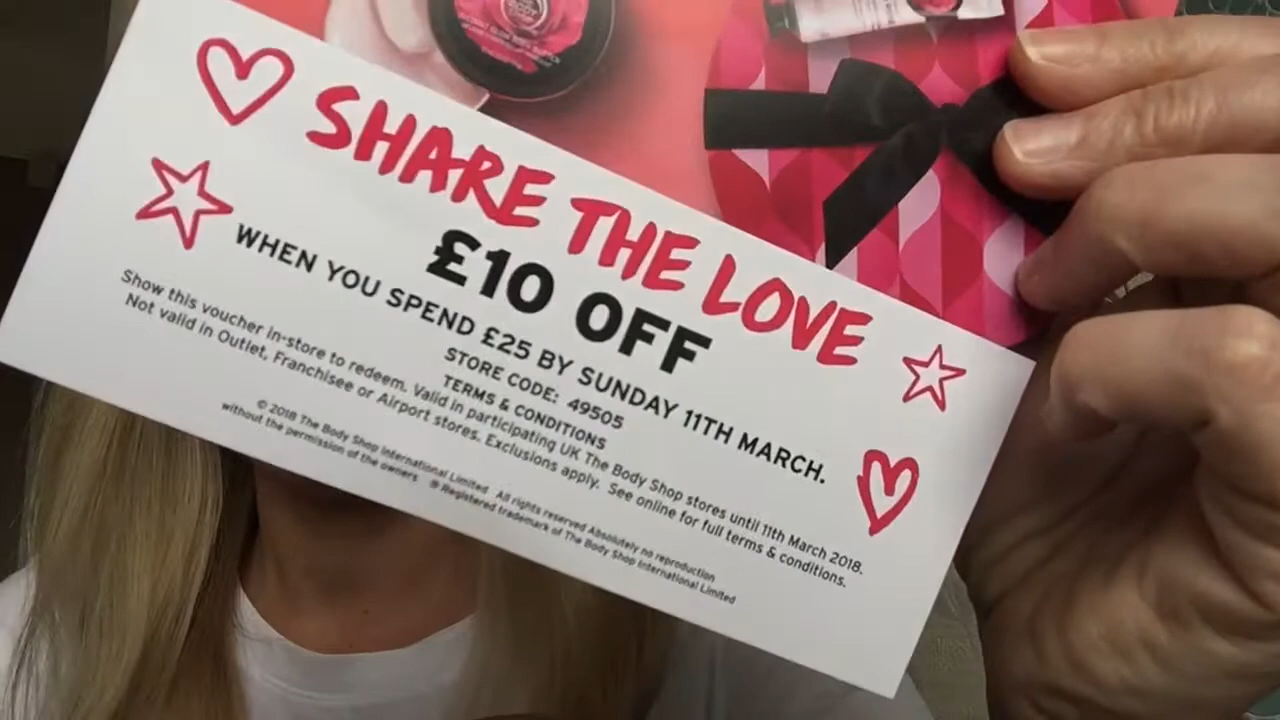 SHARE THE LOVE
£10 OFF
WHEN YOU SPEND £25 BY SUNDAY 11TH MARCH.
STORE CODE: 49505
TERMS & CONDITIONS
Show this voucher in-store to redeem. Valid in participating UK The Body Shop stores until 11th March 2018.
Not valid in Outlet, Franchisee or Airport stores. Exclusions apply. See online for full terms & conditions.
© 2018 The Body Shop International Limited All rights reserved Absolutely no reproduction
without the permission of the owners ® Registered trademark of The Body Shop International Limited